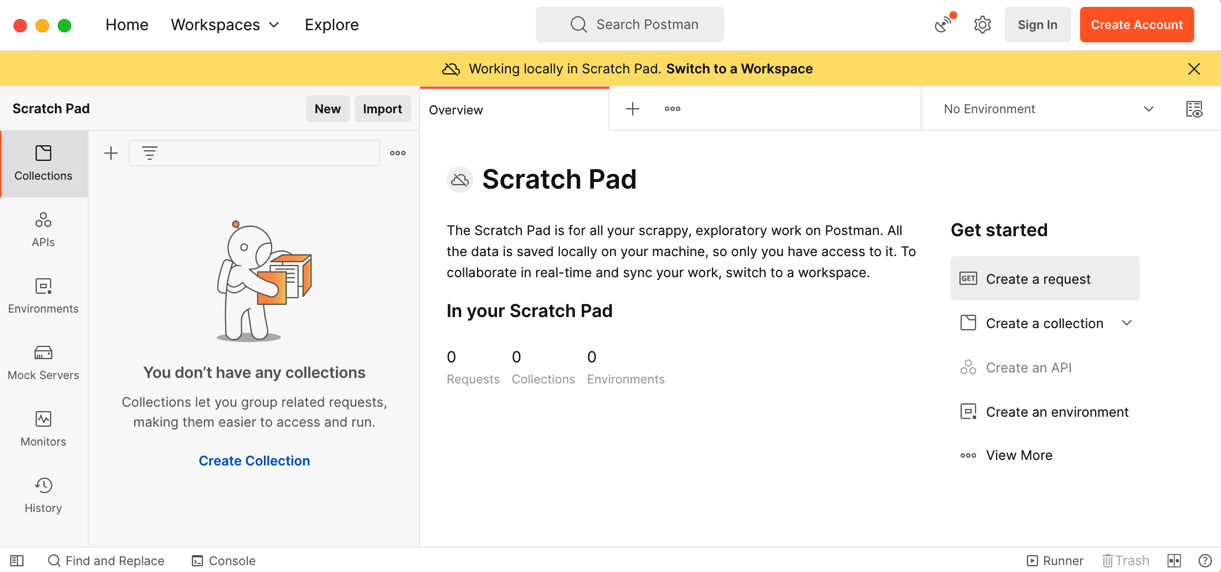 Home Workspaces Explore Search Postman Sign In Create Account
Working locally in Scratch Pad. Switch to a Workspace
Scratch Pad New Import Overview No Environment
Collections
APIs
Environments
Mock Servers
Monitors
History
You don’t have any collections
Collections let you group related requests,
making them easier to access and run.
Create Collection
Scratch Pad
The Scratch Pad is for all your scrappy, exploratory work on Postman. All
the data is saved locally on your machine, so only you have access to it. To
collaborate in real-time and sync your work, switch to a workspace.
In your Scratch Pad
0 0 0
Requests Collections Environments
Get started
GET Create a request
Create a collection
Create an API
Create an environment
View More
Find and Replace Console Runner Trash